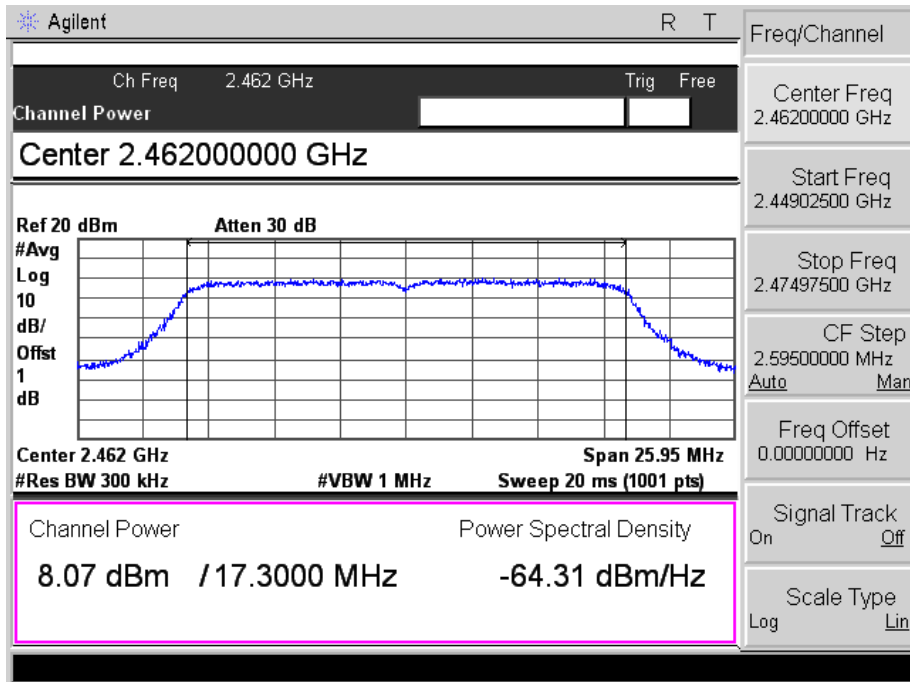 Agilent R T
Freq/Channel
Ch Freq 2.462 GHz Trig Free
Channel Power
Center 2.462000000 GHz
Ref 20 dBm Atten 30 dB
#Avg
Log
10
dB/
Offst
1
dB
Center 2.462 GHz Span 25.95 MHz
#Res BW 300 kHz #VBW 1 MHz Sweep 20 ms (1001 pts)
Channel Power Power Spectral Density
8.07 dBm / 17.3000 MHz -64.31 dBm/Hz
Center Freq
2.46200000 GHz
Start Freq
2.44902500 GHz
Stop Freq
2.47497500 GHz
CF Step
2.59500000 MHz
Auto Man
Freq Offset
0.00000000 Hz
Signal Track
On Off
Scale Type
Log Lin